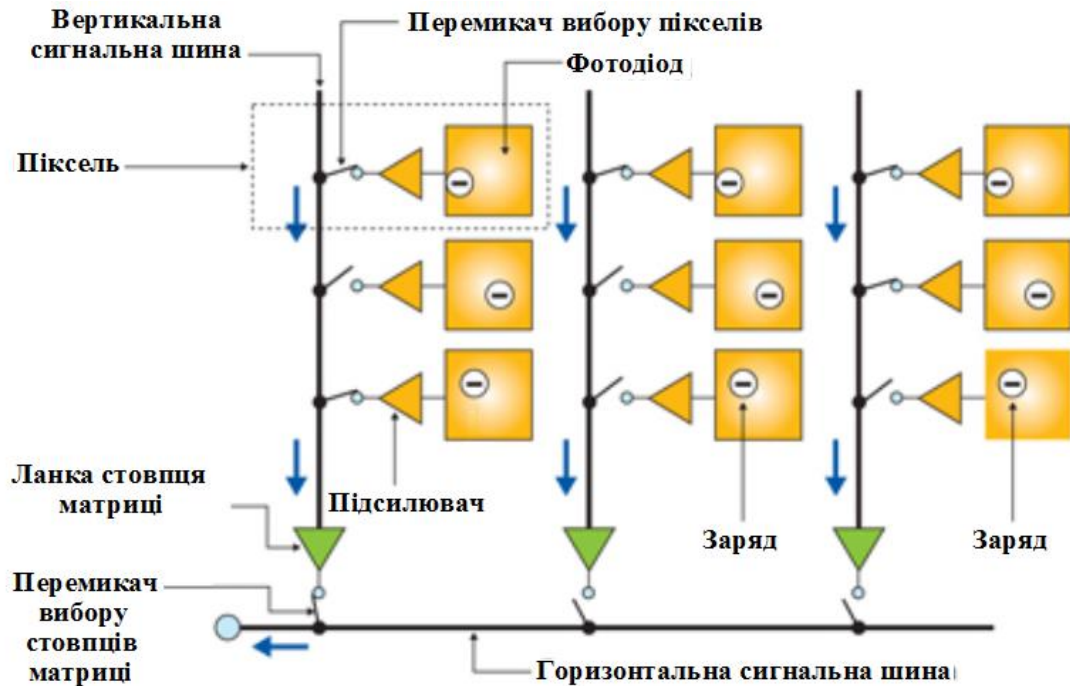 Вертикальна
сигнальна шина
Перемикач вибору пікселів
Фотодіод
Піксель
Ланка стовпця
матриці
Підсилювач
Заряд
Заряд
Перемикач
вибору
стовпців
матриці
Горизонтальна сигнальна шина